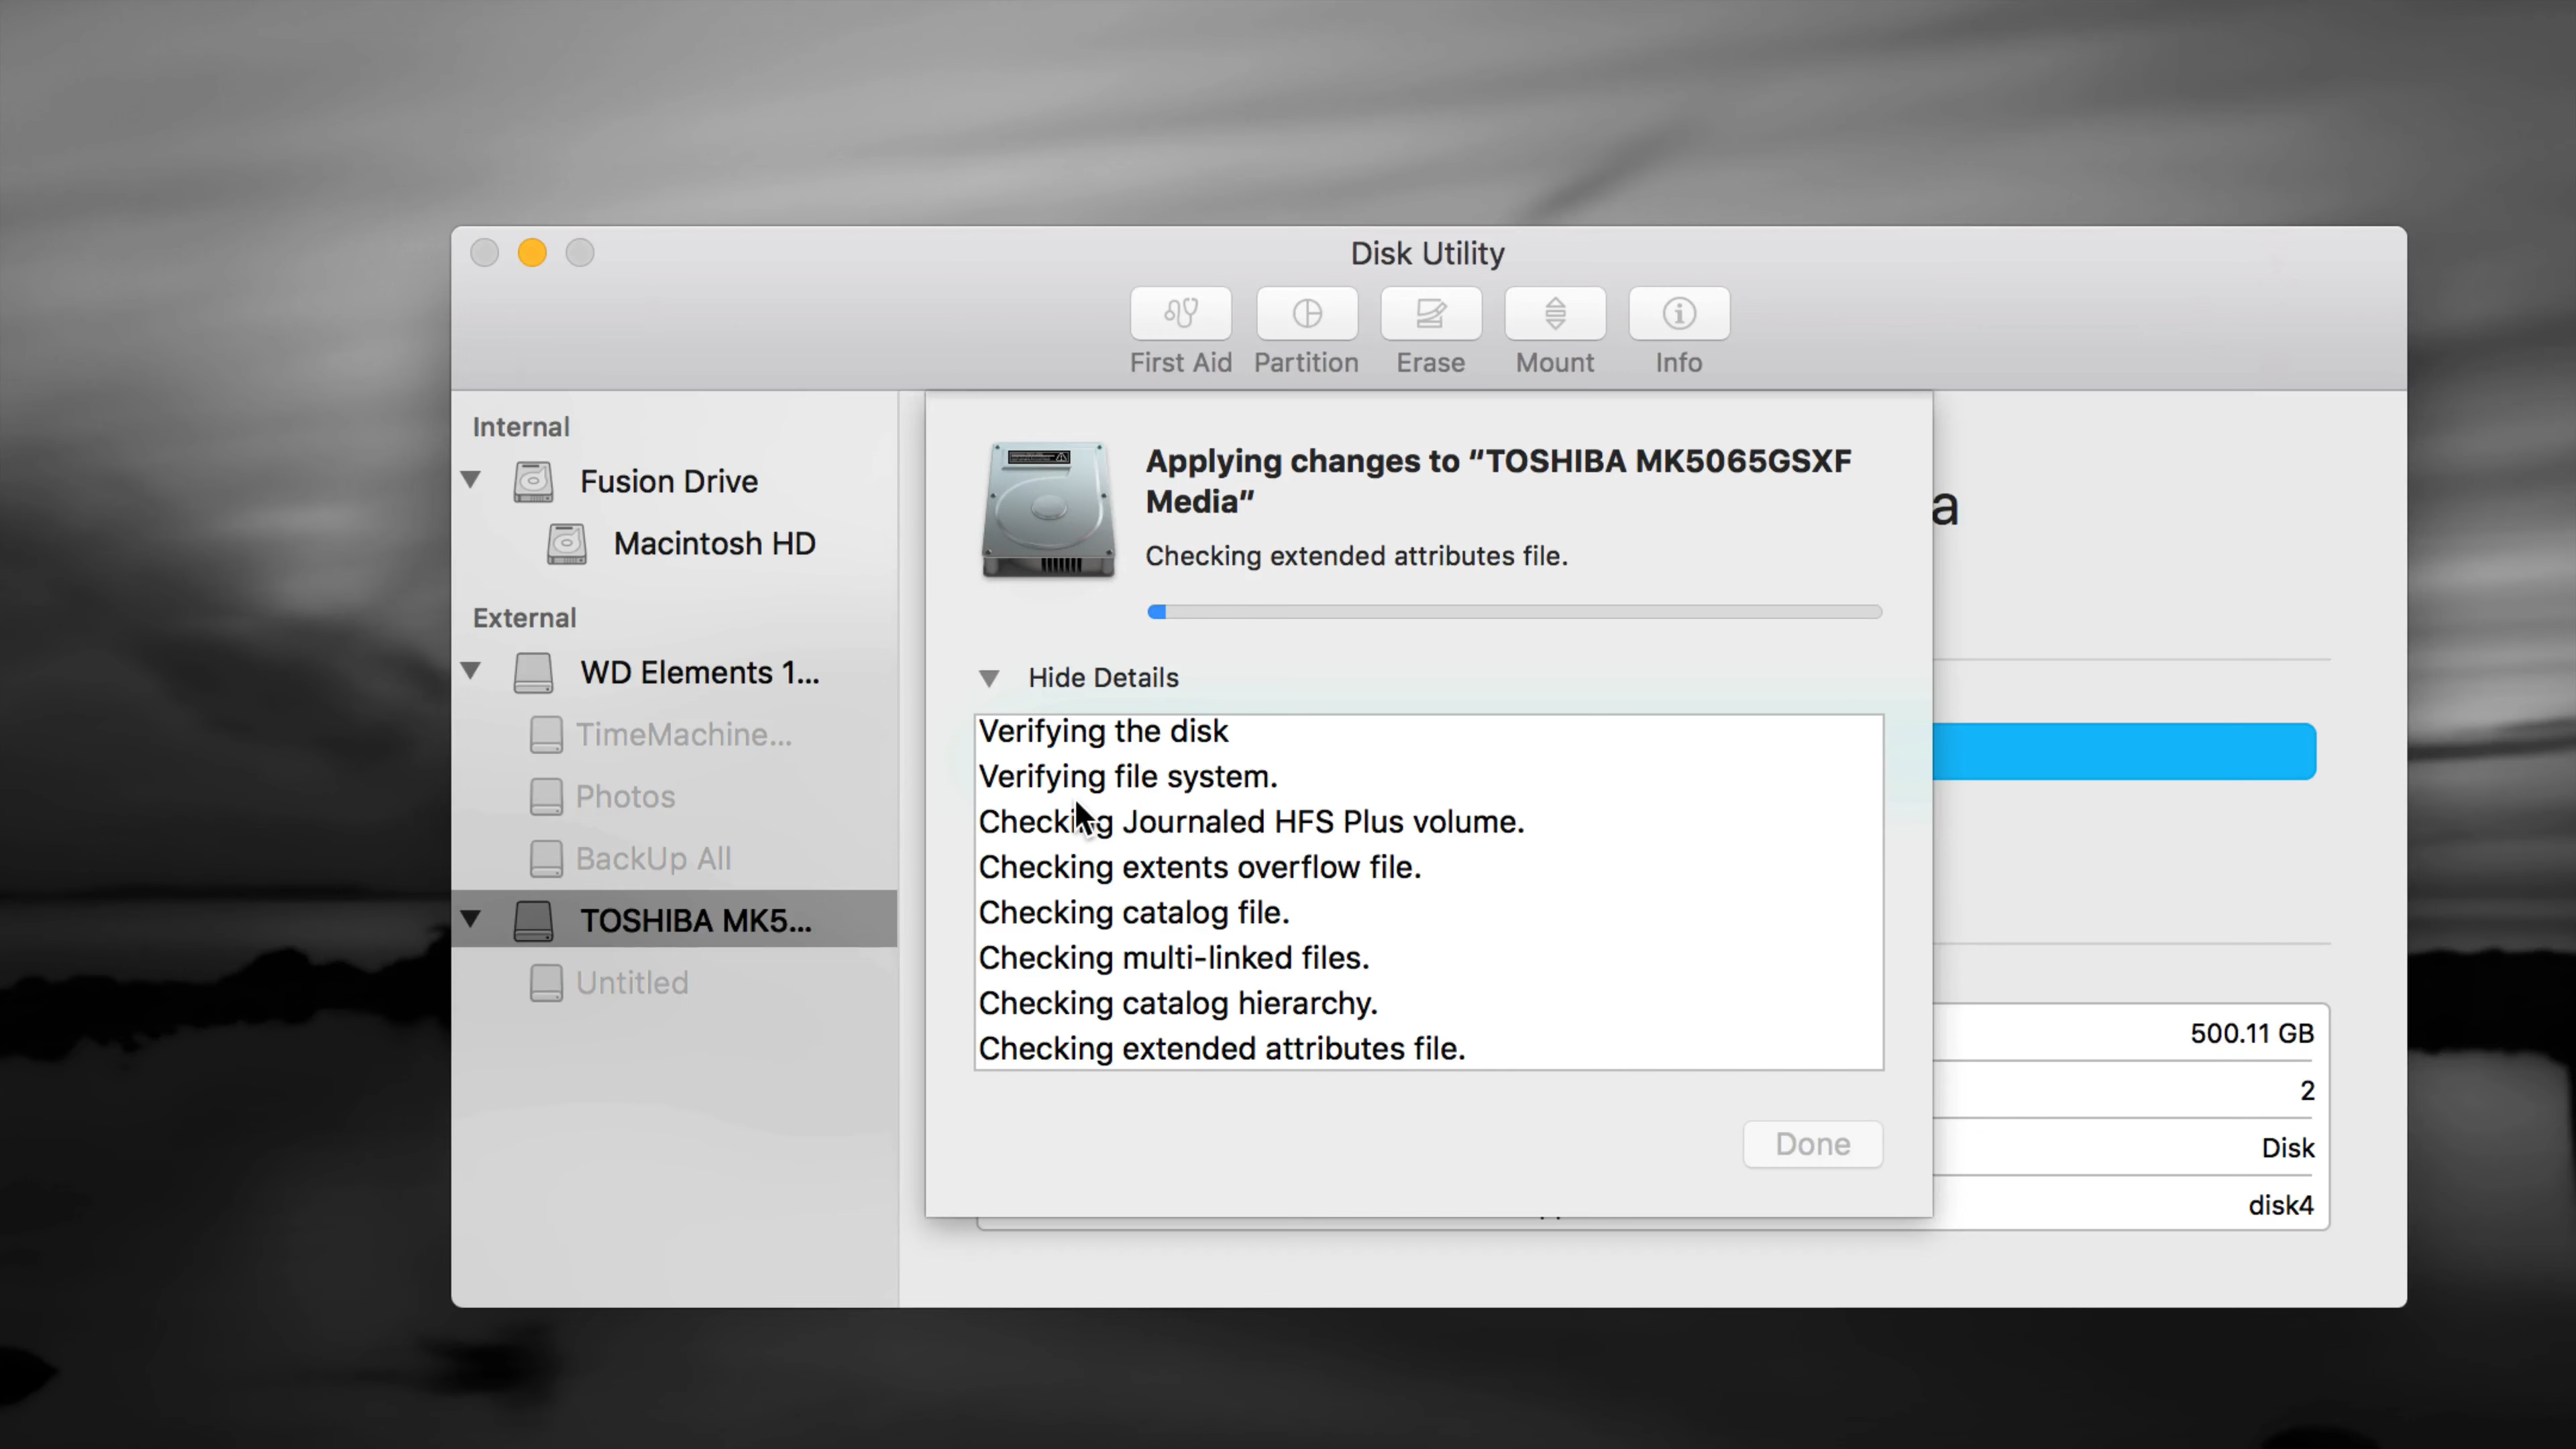 Disk Utility
First Aid
Partition
Erase
Mount
Info
Internal
Fusion Drive
Macintosh HD
External
WD Elements 1...
TimeMachine...
Photos
BackUp All
TOSHIBA MK5...
Untitled
Applying changes to “TOSHIBA MK5065GSXF
Media”
Checking extended attributes file.
Hide Details
Verifying the disk
Verifying file system.
Checking Journaled HFS Plus volume.
Checking extents overflow file.
Checking catalog file.
Checking multi-linked files.
Checking catalog hierarchy.
Checking extended attributes file.
Done
a
500.11 GB
2
Disk
disk4